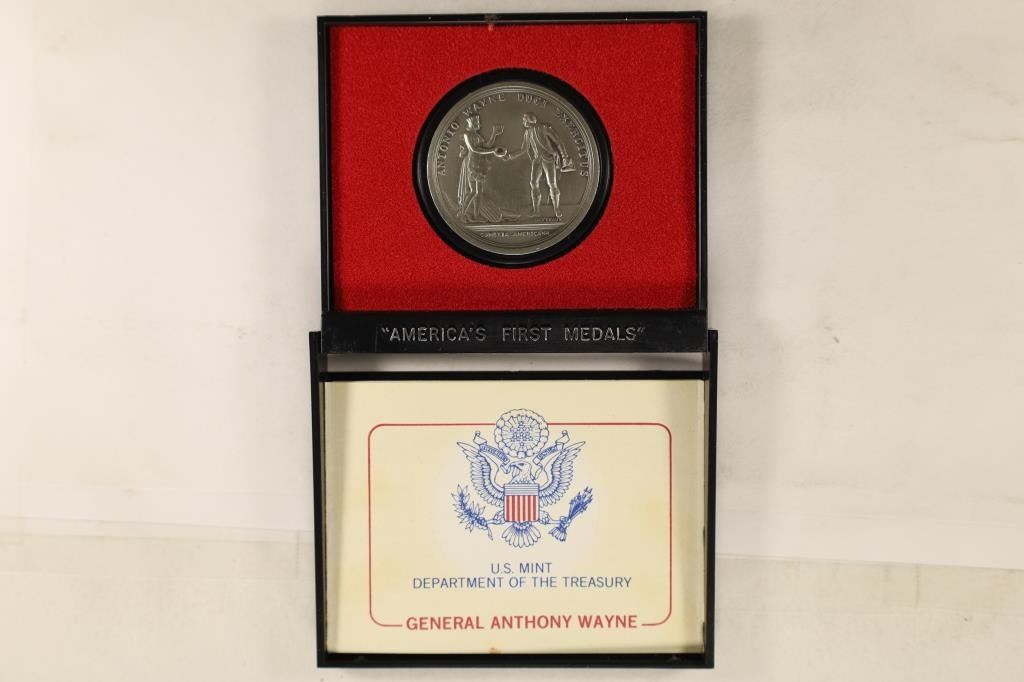 ANTONIO WAYNE DUCI EXERCITUS
COMITIA AMERICANA
"AMERICA'S FIRST MEDALS"
U.S. MINT
DEPARTMENT OF THE TREASURY
GENERAL ANTHONY WAYNE